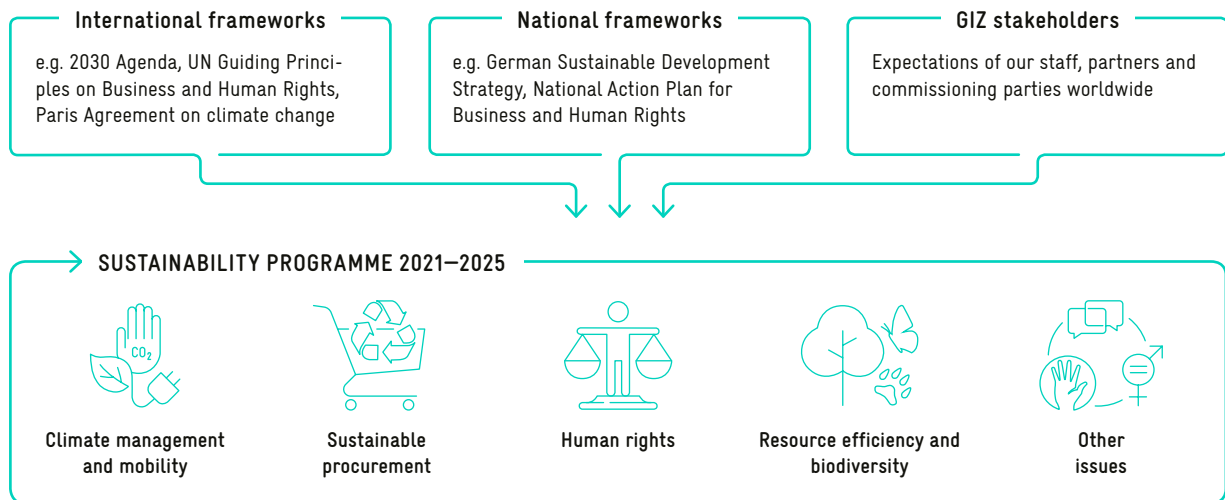 International frameworks
e.g. 2030 Agenda, UN Guiding Princi-
ples on Business and Human Rights,
Paris Agreement on climate change
National frameworks
e.g. German Sustainable Development
Strategy, National Action Plan for
Business and Human Rights
GIZ stakeholders
Expectations of our staff, partners and
commissioning parties worldwide
SUSTAINABILITY PROGRAMME 2021–2025
CO₂
Climate management
and mobility
Sustainable
procurement
Human rights
Resource efficiency and
biodiversity
Other
issues